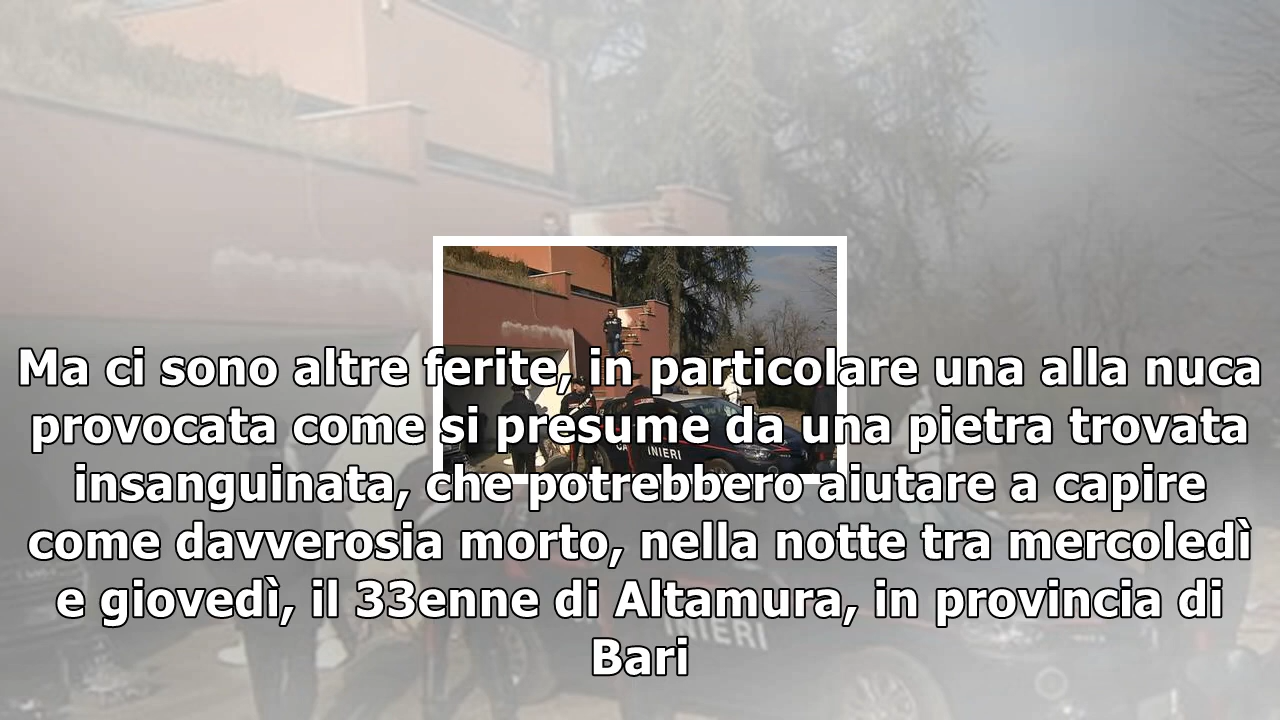 Ma ci sono altre ferite, in particolare una alla nuca
provocata come si presume da una pietra trovata
insanguinata, che potrebbero aiutare a capire
come davverosia morto, nella notte tra mercoledì
e giovedì, il 33enne di Altamura, in provincia di
Bari
INIERI
INIERI